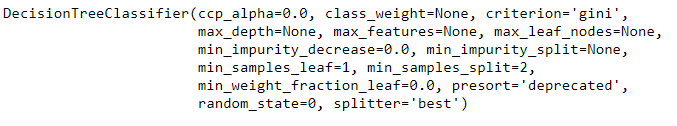 DecisionTreeClassifier(ccp_alpha=0.0, class_weight=None, criterion='gini',
max_depth=None, max_features=None, max_leaf_nodes=None,
min_impurity_decrease=0.0, min_impurity_split=None,
min_samples_leaf=1, min_samples_split=2,
min_weight_fraction_leaf=0.0, presort='deprecated',
random_state=0, splitter='best')